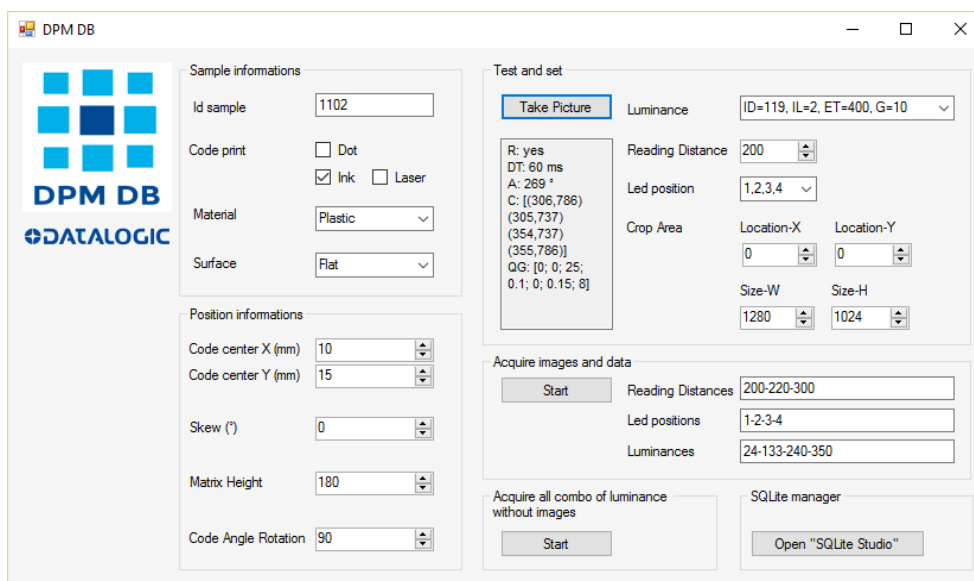 DPM DB
DPM DB
DATALOGIC
Sample informations
Id sample 1102
Code print Dot
Ink Laser
Material Plastic
Surface Flat
Position informations
Code center X (mm) 10
Code center Y (mm) 15
Skew (°) 0
Matrix Height 180
Code Angle Rotation 90
Test and set
Take Picture
Luminance ID=119, IL=2, ET=400, G=10
R: yes
DT: 60 ms
A: 269 °
C: [(306,786)
(305,737)
(354,737)
(355,786)]
QG: [0; 0; 25;
0.1; 0; 0.15; 8]
Reading Distance 200
Led position 1,2,3,4
Crop Area Location-X Location-Y
0 0
Size-W Size-H
1280 1024
Acquire images and data
Start
Reading Distances 200-220-300
Led positions 1-2-3-4
Luminances 24-133-240-350
Acquire all combo of luminance
without images
Start
SQLite manager
Open "SQLite Studio"